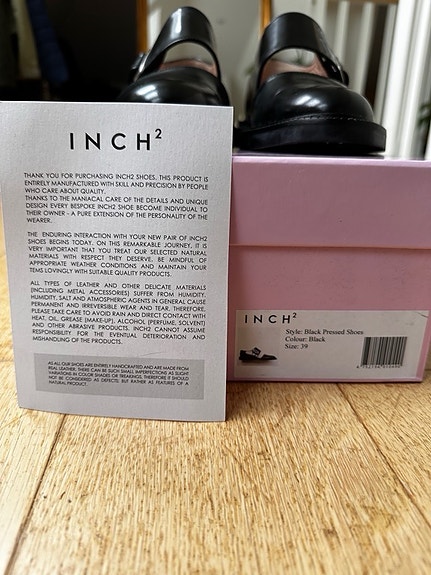 INCH²
THANK YOU FOR PURCHASING INCH2 SHOES, THIS PRODUCT IS
ENTIRELY MANUFACTURED WITH SKILL AND PRECISION BY PEOPLE
WHO CARE ABOUT QUALITY.
THANKS TO THE MANIACAL CARE OF THE DETAILS AND UNIQUE
DESIGN EVERY BESPOKE INCH2 SHOE BECOME INDIVIDUAL TO
THEIR OWNER - A PURE EXTENSION OF THE PERSONALITY OF THE
WEARER.
THE ENDURING INTERACTION WITH YOUR NEW PAIR OF INCH2
SHOES BEGINS TODAY. ON THIS REMARKABLE JOURNEY, IT IS
VERY IMPORTANT THAT YOU TREAT OUR SELECTED NATURAL
MATERIALS WITH RESPECT THEY DESERVE. BE MINDFUL OF
APPROPRIATE WEATHER CONDITIONS AND MAINTAIN YOUR
TEMS LOVINGLY WITH SUITABLE QUALITY PRODUCTS.
ALL TYPES OF LEATHER AND OTHER DELICATE MATERIALS
(INCLUDING METAL ACCESSORIES) SUFFER FROM HUMIDITY.
HUMIDITY, SALT AND ATMOSPHERIC AGENTS IN GENERAL CAUSE
PERMANENT AND IRREVERSIBLE WEAR AND TEAR. THEREFORE,
PLEASE TAKE CARE TO AVOID RAIN AND DIRECT CONTACT WITH
HEAT, OIL, GREASE (MAKE-UP), ALCOHOL (PERFUME, SOLVENT)
AND OTHER ABRASIVE PRODUCTS. INCH2 CANNOT ASSUME
RESPONSIBILITY FOR THE EVENTUAL DETERIORATION AND
MISHANDLING OF THE PRODUCTS.
AS ALL OUR SHOES ARE ENTIRELY HANDCRAFTED AND ARE MADE FROM
REAL LEATHER. THERE CAN BE SUCH SMALL IMPERFECTIONS AS SLIGHT
VARIATIONS IN COLOR SHADES OR TREAKINGS, THEREFORE IT SHOULD
NOT BE CONSIDERED AS DEFECTS, BUT RATHER AS FEATURES OF A
NATURAL PRODUCT.
INCH²
Style: Black Pressed Shoes
Colour: Black
Size: 39